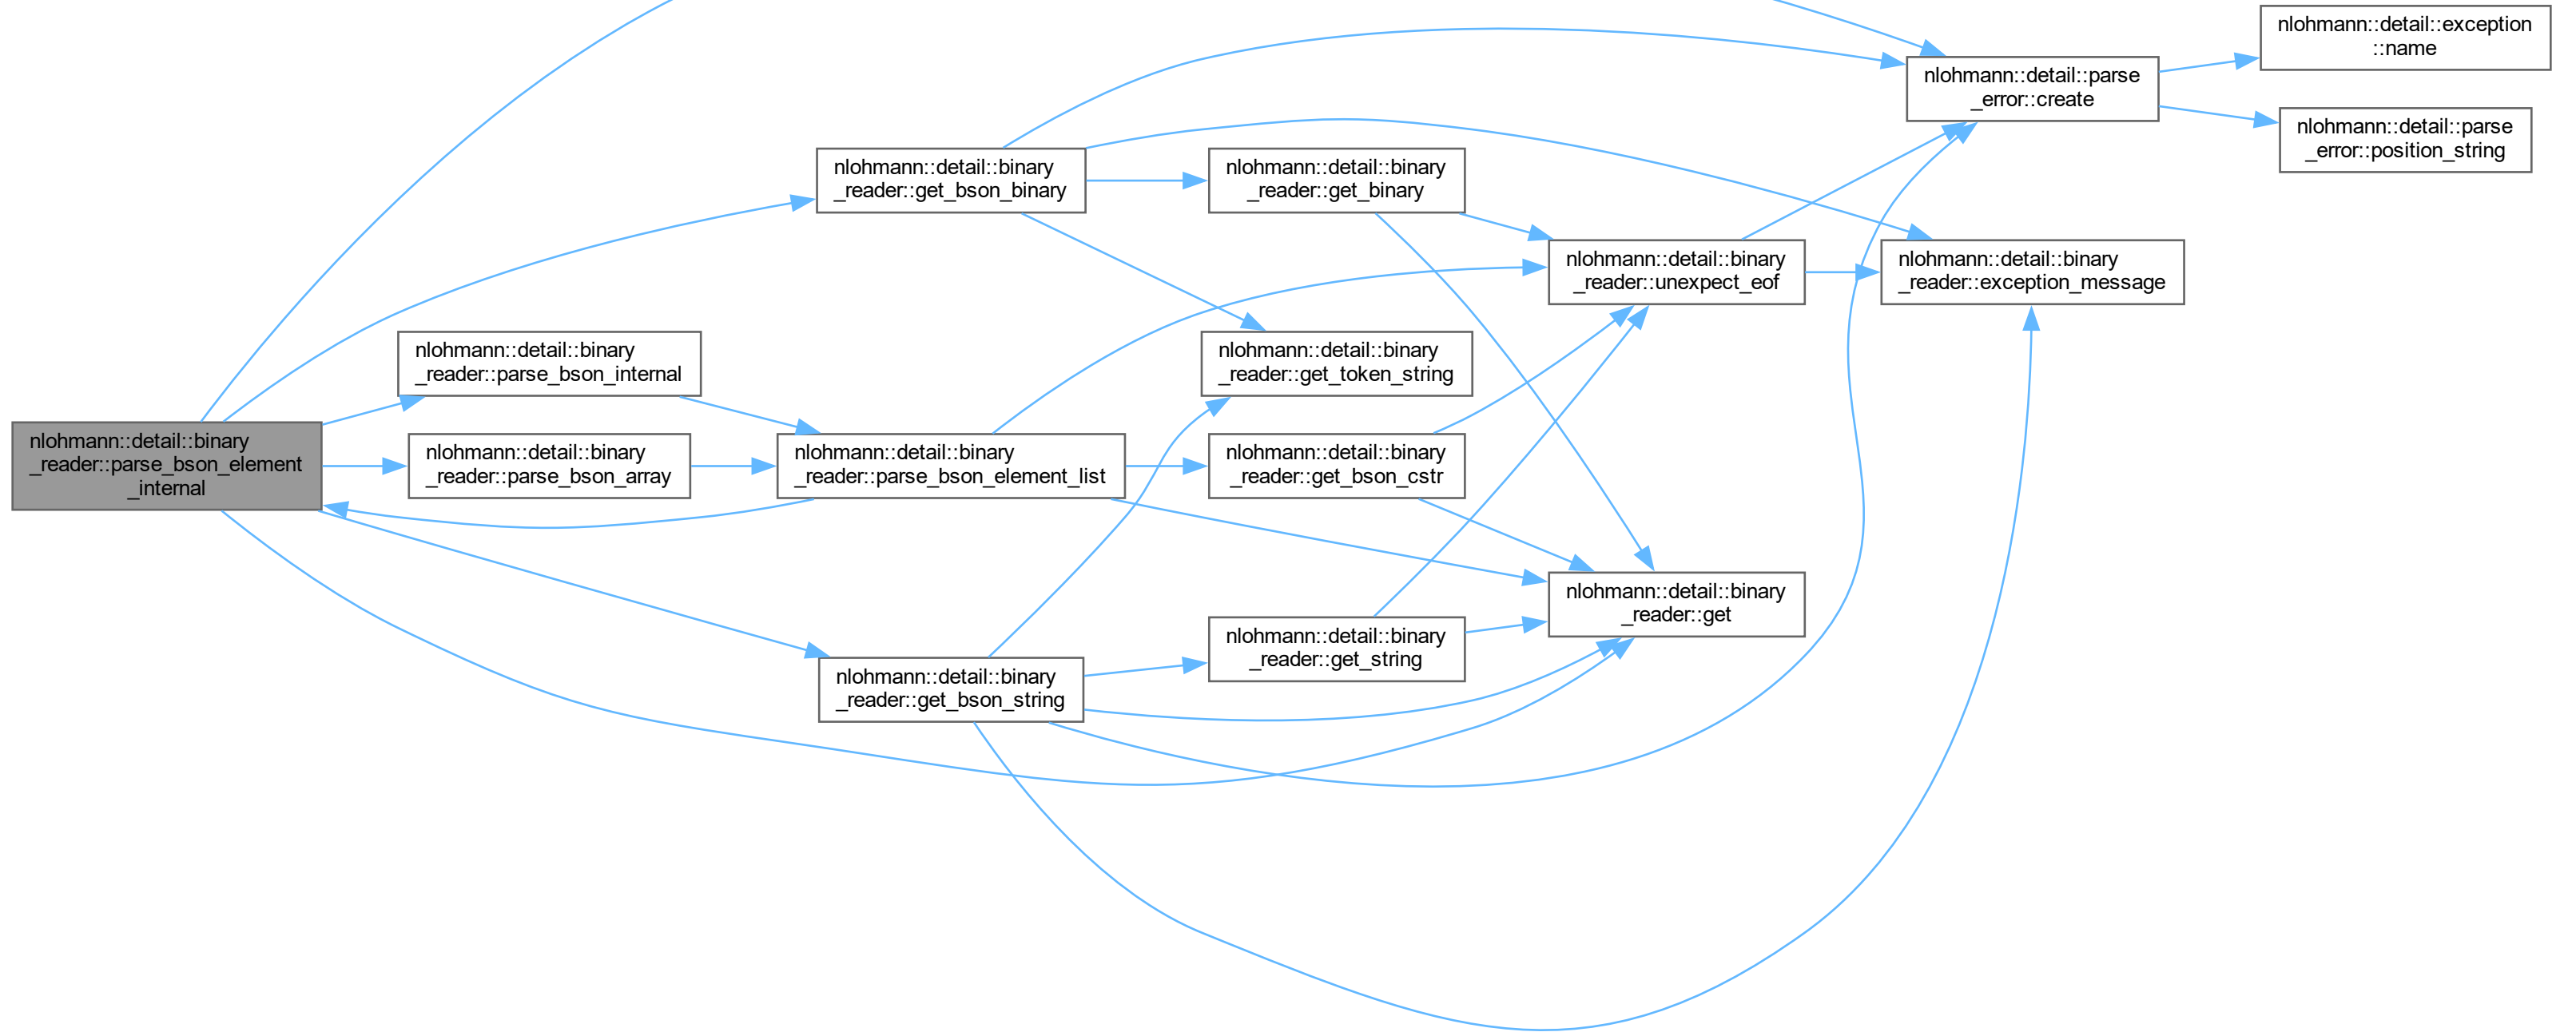 nlohmann::detail::exception
::name
nlohmann::detail::parse
_error::create
nlohmann::detail::parse
_error::position_string
nlohmann::detail::binary
_reader::get_bson_binary
nlohmann::detail::binary
_reader::get_binary
nlohmann::detail::binary
_reader::unexpect_eof
nlohmann::detail::binary
_reader::exception_message
nlohmann::detail::binary
_reader::parse_bson_internal
nlohmann::detail::binary
_reader::get_token_string
nlohmann::detail::binary
_reader::parse_bson_element
_internal
nlohmann::detail::binary
_reader::parse_bson_array
nlohmann::detail::binary
_reader::parse_bson_element_list
nlohmann::detail::binary
_reader::get_bson_cstr
nlohmann::detail::binary
_reader::get
nlohmann::detail::binary
_reader::get_string
nlohmann::detail::binary
_reader::get_bson_string